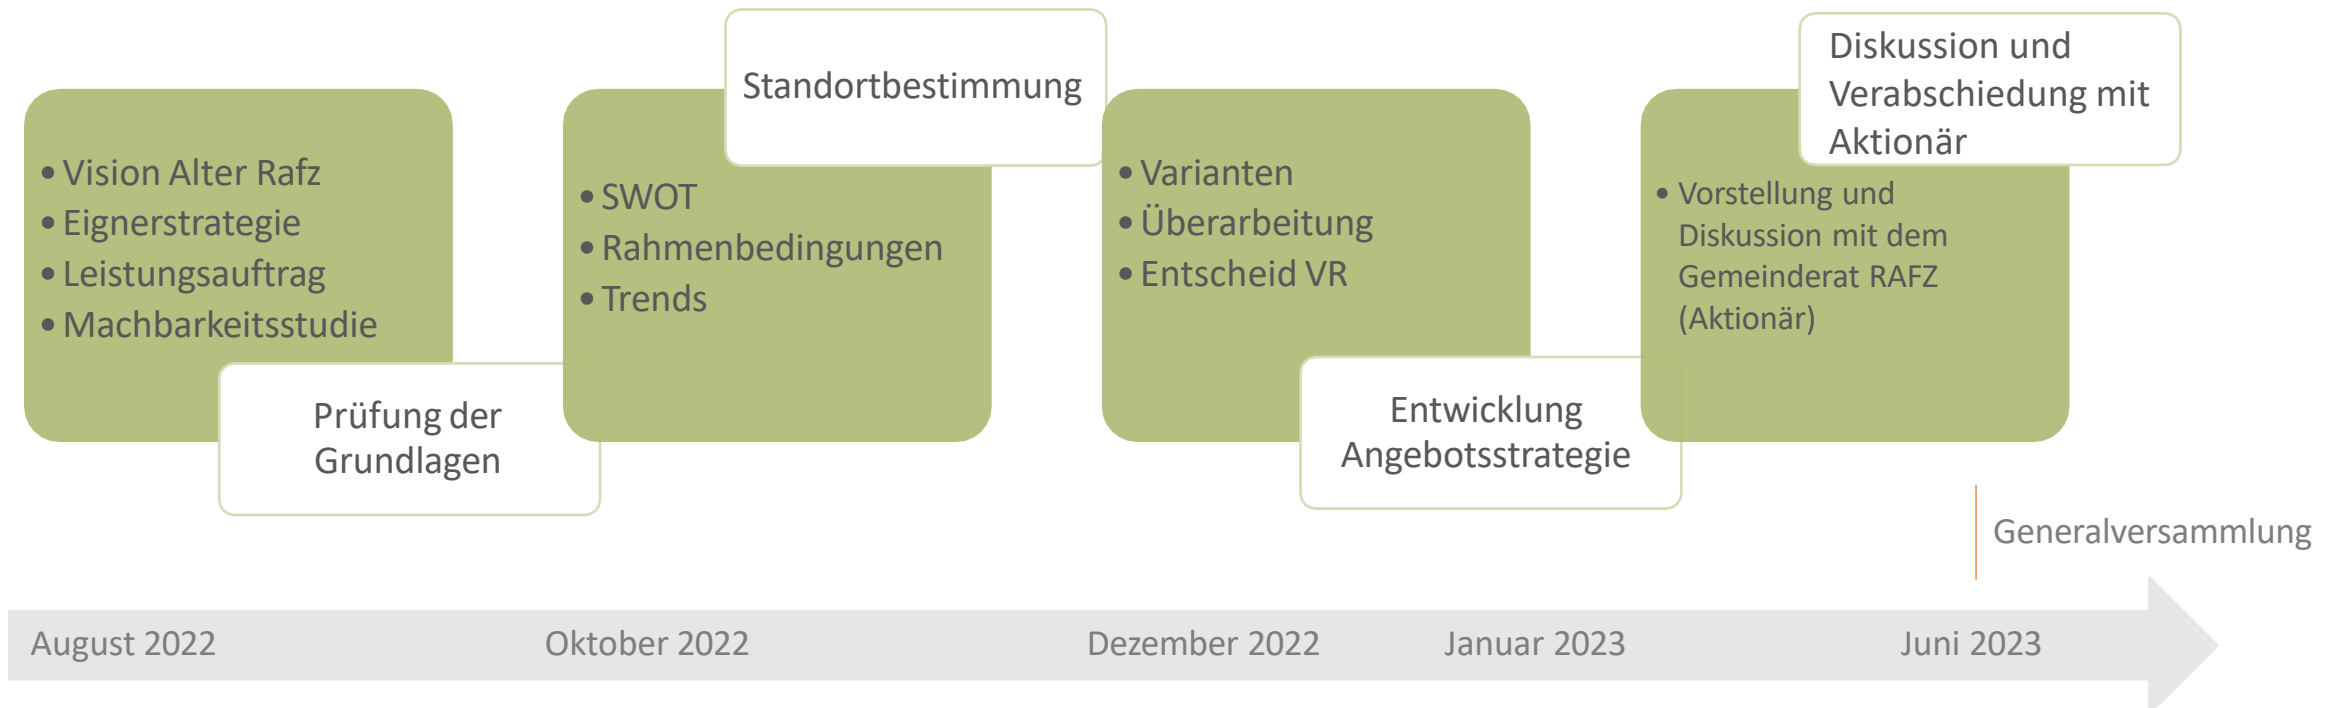 • Vision Alter Rafz
• Eignerstrategie
• Leistungsauftrag
• Machbarkeitsstudie
Prüfung der
Grundlagen
Standortbestimmung
• SWOT
• Rahmenbedingungen
• Trends
• Varianten
• Überarbeitung
• Entscheid VR
Entwicklung
Angebotsstrategie
Diskussion und
Verabschiedung mit
Aktionär
• Vorstellung und
Diskussion mit dem
Gemeinderat RAFZ
(Aktionär)
Generalversammlung
August 2022
Oktober 2022
Dezember 2022
Januar 2023
Juni 2023